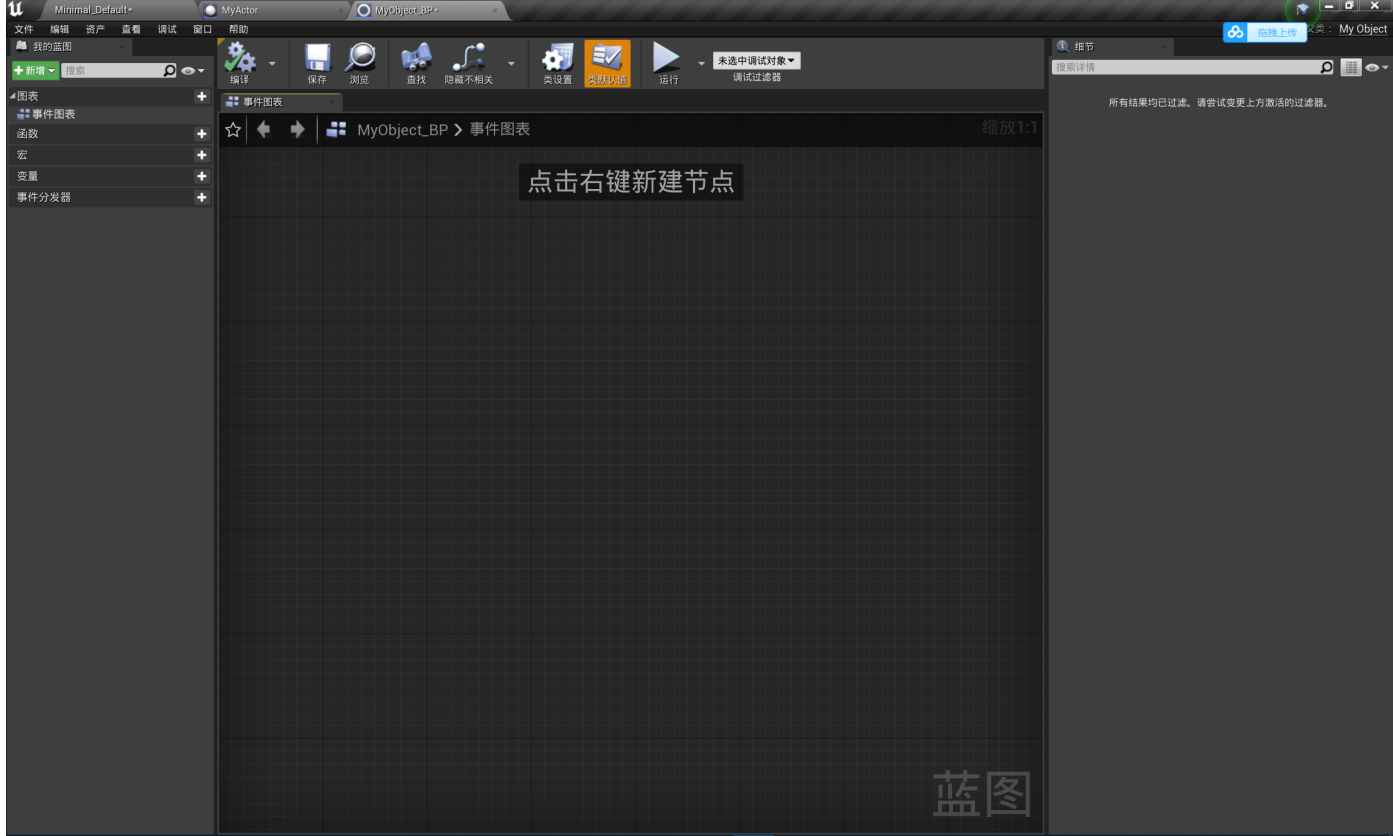 Minimal_Default•
MyActor
MyObject_BP•
文件 编辑 资产 查看 调试 窗口 帮助
拖拽上传
父类： My Object
我的蓝图
细节
新增
搜索
编译
保存
浏览
查找
隐藏不相关
类设置
类默认值
运行
未选中调试对象
调试过滤器
搜索详情
所有结果均已过滤。请尝试变更上方激活的过滤器。
图表
事件图表
函数
宏
变量
事件分发器
事件图表
MyObject_BP
事件图表
缩放1:1
点击右键新建节点
蓝图